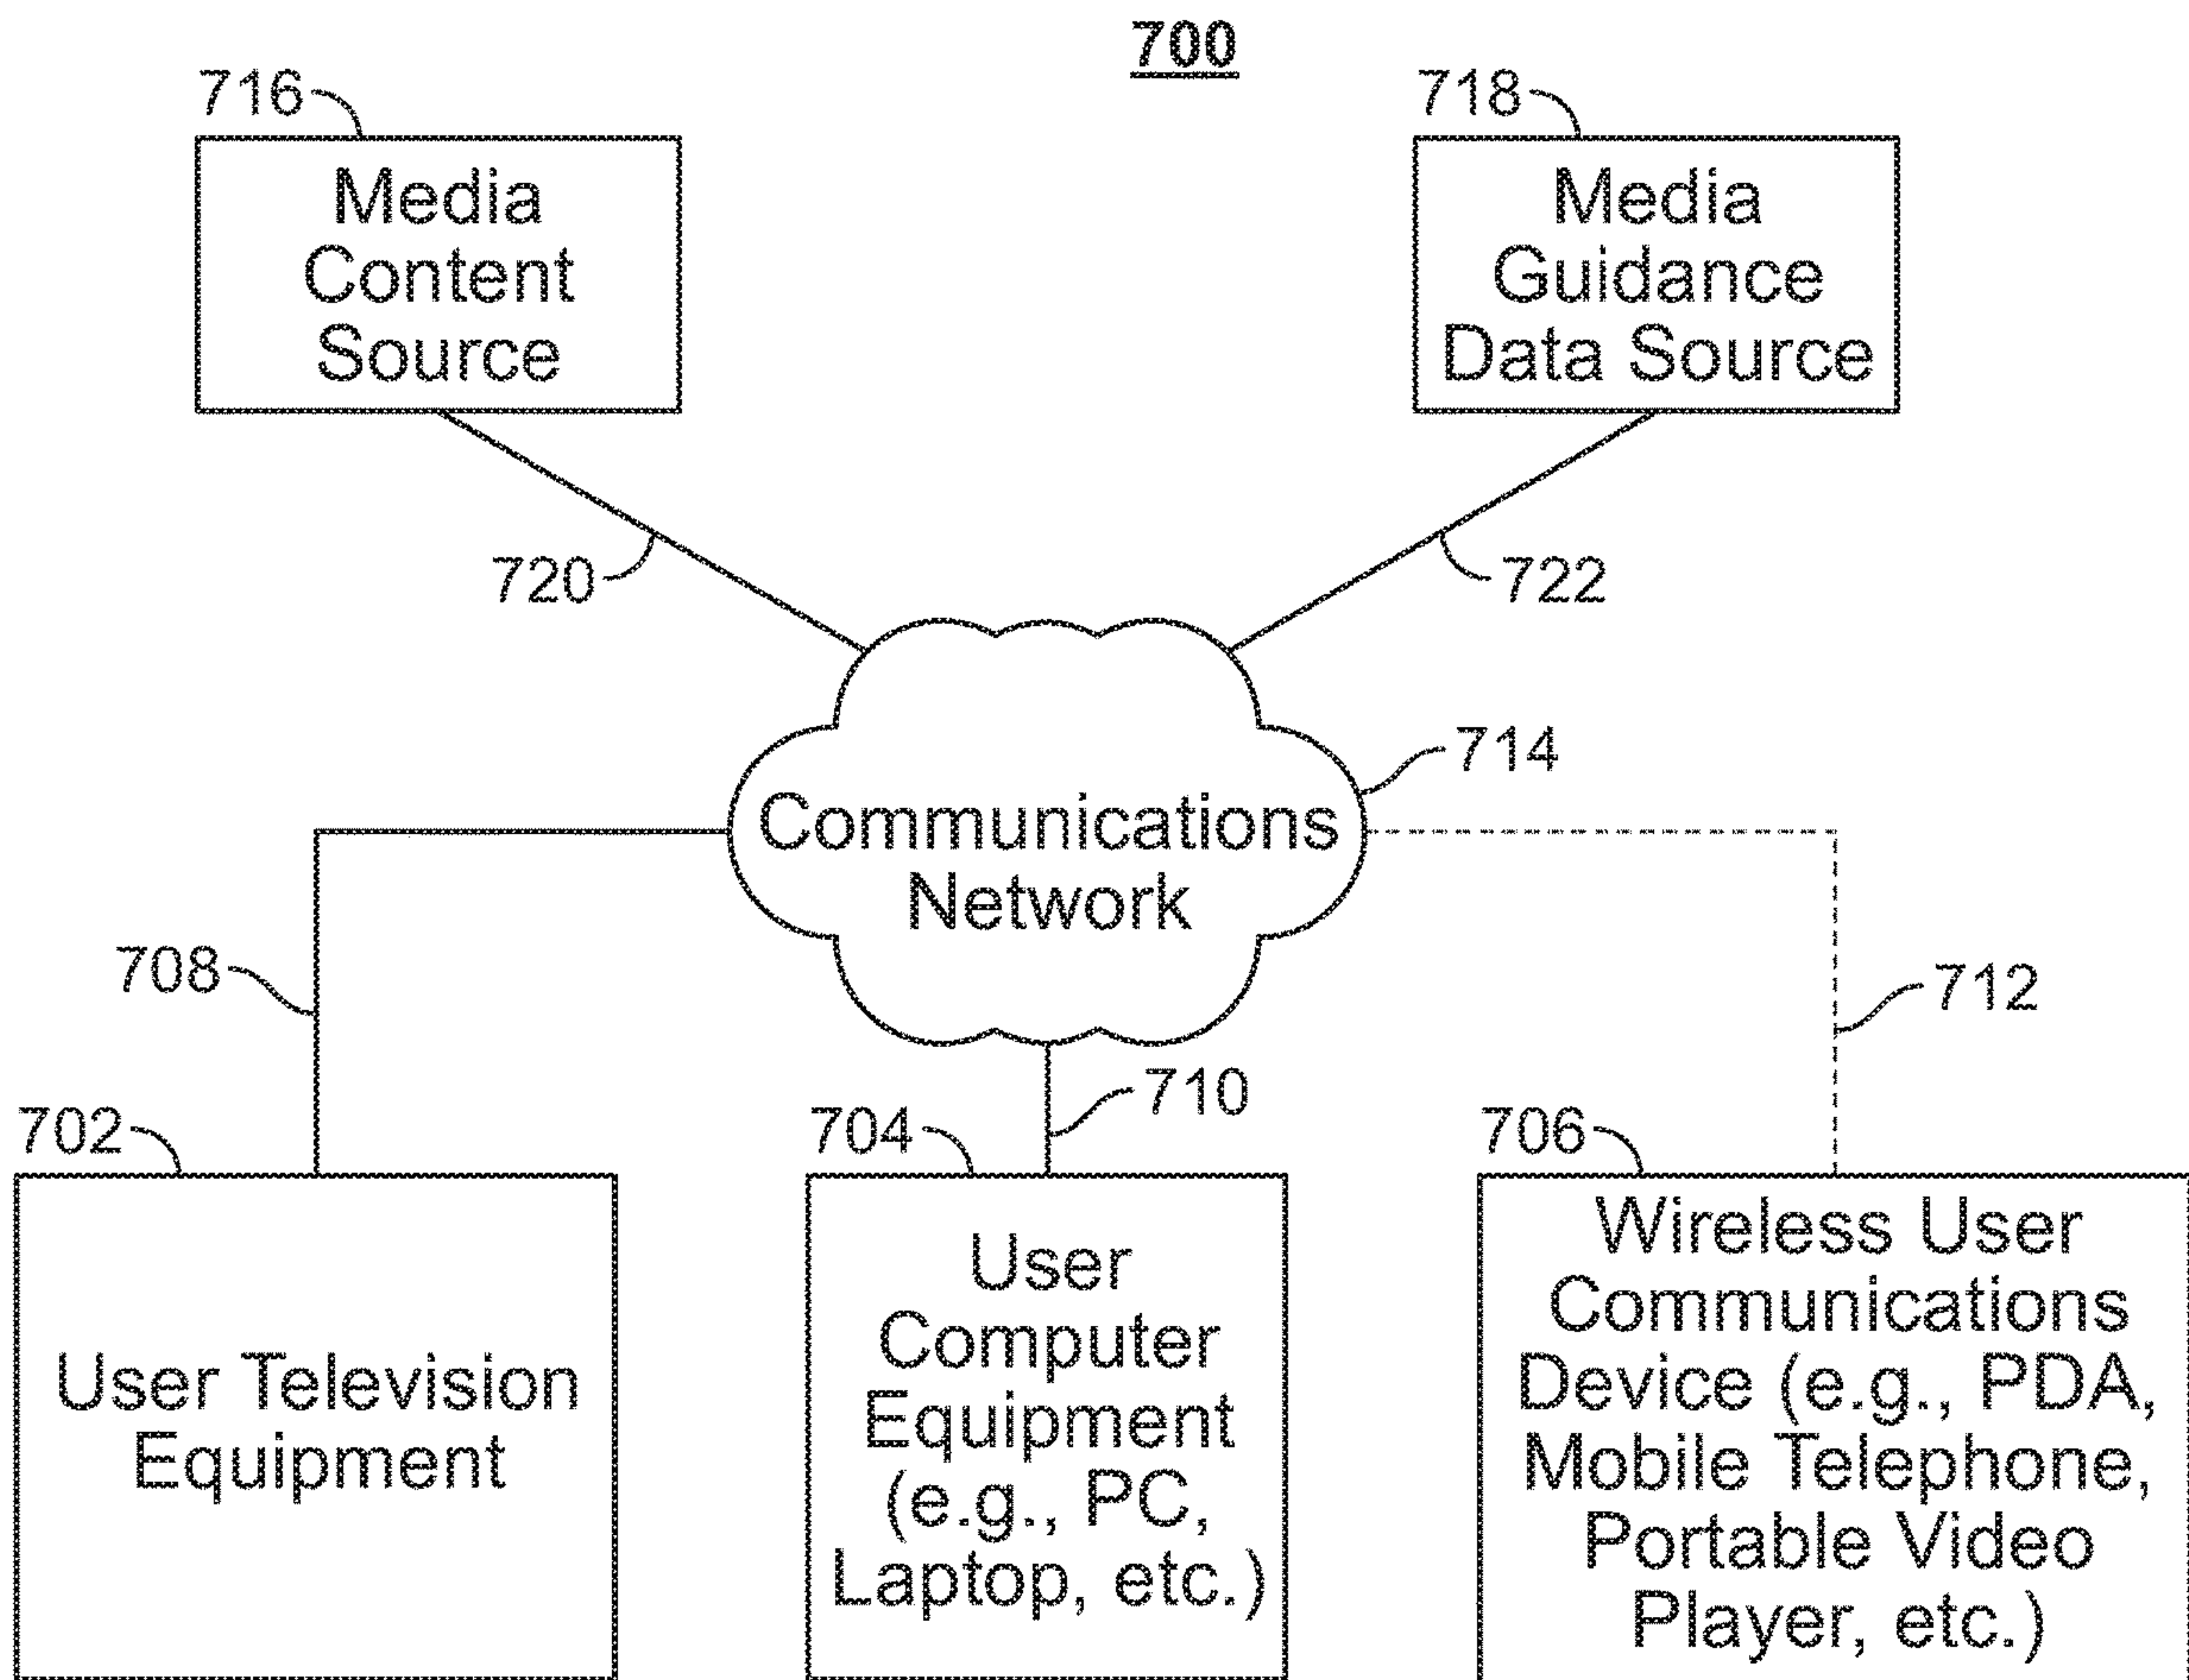 700
716
718
Media
Content
Source
Media
Guidance
Data Source
720
722
714
Communications
Network
708
712
710
702
704
706
User Television
Equipment
User
Computer
Equipment
(e.g., PC,
Laptop, etc.)
Wireless User
Communications
Device (e.g., PDA,
Mobile Telephone,
Portable Video
Player, etc.)